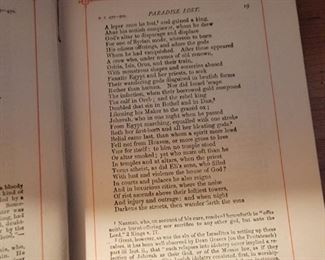 B. I. 471-500.
PARADISE LOST.
19
A leper once he lost, and gained a king,
Ahaz his sottish conqueror, whom he drew
God's altar to disparage and displace
For one of Syrian mode, whereon to burn
His odious offerings, and adore the gods
Whom he had vanquished. After these appeared
A crew who, under names of old renown,
Osiris, Isis, Orus, and their train,
With monstrous shapes and sorceries abused
Fanatic Egypt and her priests, to seek
Their wandering gods disguised in brutish forms
Rather than human. Nor did Israel 'scape
The infection, when their borrowed gold composed
The calf in Oreb; and the rebel king
Doubled that sin in Bethel and in Dan,
Likening his Maker to the grazed ox;
Jehovah, who in one night when he passed
From Egypt marching, equalled with one stroke
Both her first-born and all her bleating gods.
Belial came last, than whom a spirit more lewd
Fell not from Heaven, or more gross to love
Vice for itself: to him no temple stood
Or altar smoked; yet who more oft than he
In temples and at altars, when the priest
Turns atheist, as did Eli's sons, who filled
With lust and violence the house of God?
In courts and palaces he also reigns
And in luxurious cities, where the noise
Of riot ascends above their loftiest towers,
And injury and outrage: and when night
Darkens the streets, then wander forth the sons
bloody